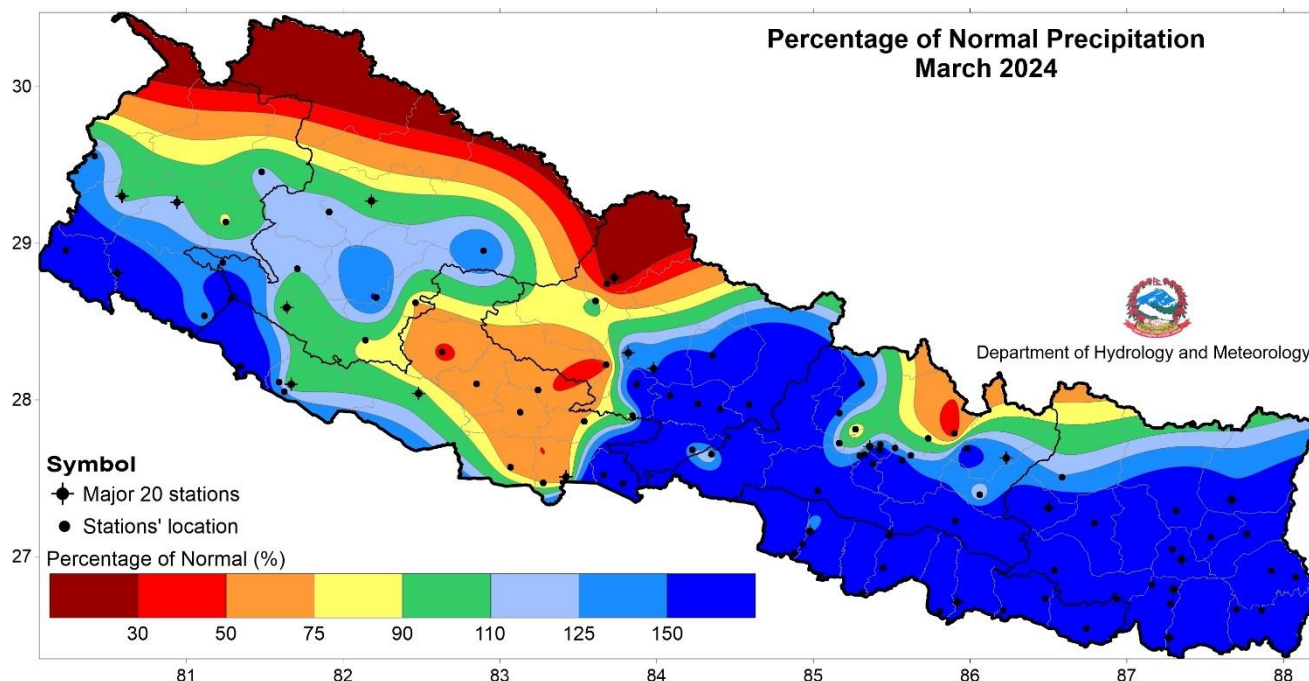 Percentage of Normal Precipitation
March 2024
30
29
28
27
Department of Hydrology and Meteorology
Symbol
Major 20 stations
Stations' location
Percentage of Normal (%)
30 50 75 90 110 125 150
81 82 83 84 85 86 87 88